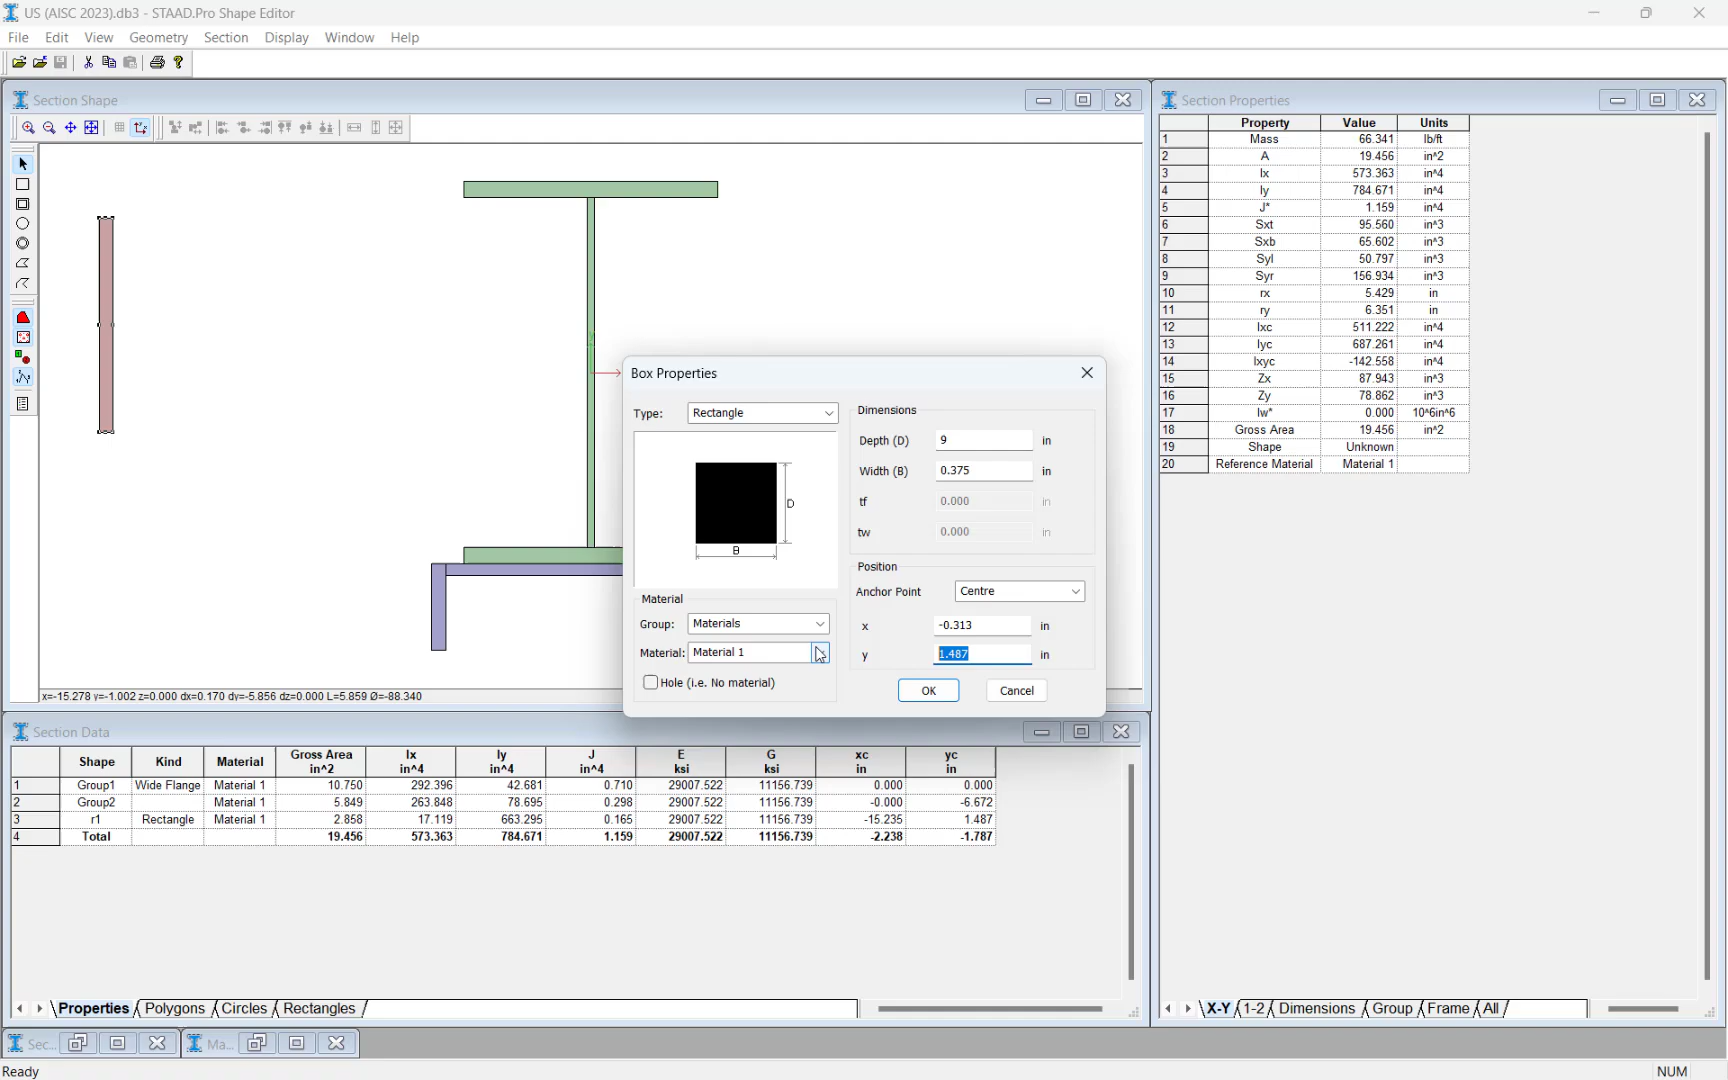 US (AISC 2023).db3 - STAAD.Pro Shape Editor
File Edit View Geometry Section Display Window Help
Section Shape
x=-15.278 y=-1.002 z=0.000 dx=0.170 dy=-5.856 dz=0.000 L=5.859 Ø=-88.340
Box Properties
Type: Rectangle
D
B
Material
Group: Materials
Material: Material 1
Hole (i.e. No material)
Dimensions
Depth (D) 9 in
Width (B) 0.375 in
tf 0.000 in
tw 0.000 in
Position
Anchor Point Centre
x -0.313 in
y 1.487 in
OK Cancel
Section Properties
Property Value Units
1 Mass 66.341 lb/ft
2 A 19.456 in^2
3 Ix 573.363 in^4
4 Iy 784.671 in^4
5 J* 1.159 in^4
6 Sxt 95.560 in^3
7 Sxb 65.602 in^3
8 Syl 50.797 in^3
9 Syr 156.934 in^3
10 rx 5.429 in
11 ry 6.351 in
12 Ixc 511.222 in^4
13 Iyc 687.261 in^4
14 Ixyc -142.558 in^4
15 Zx 87.943 in^3
16 Zy 78.862 in^3
17 Iw* 0.000 10^6in^6
18 Gross Area 19.456 in^2
19 Shape Unknown
20 Reference Material Material 1
X-Y 1-2 Dimensions Group Frame All
Section Data
Shape Kind Material Gross Area in^2 Ix in^4 Iy in^4 J in^4 E ksi G ksi xc in yc in
1 Group1 Wide Flange Material 1 10.750 292.396 42.681 0.710 29007.522 11156.739 0.000 0.000
2 Group2 Material 1 5.849 263.848 78.695 0.298 29007.522 11156.739 -0.000 -6.672
3 r1 Rectangle Material 1 2.858 17.119 663.295 0.165 29007.522 11156.739 -15.235 1.487
4 Total 19.456 573.363 784.671 1.159 29007.522 11156.739 -2.238 -1.787
Properties Polygons Circles Rectangles
Sec... Ma...
Ready NUM